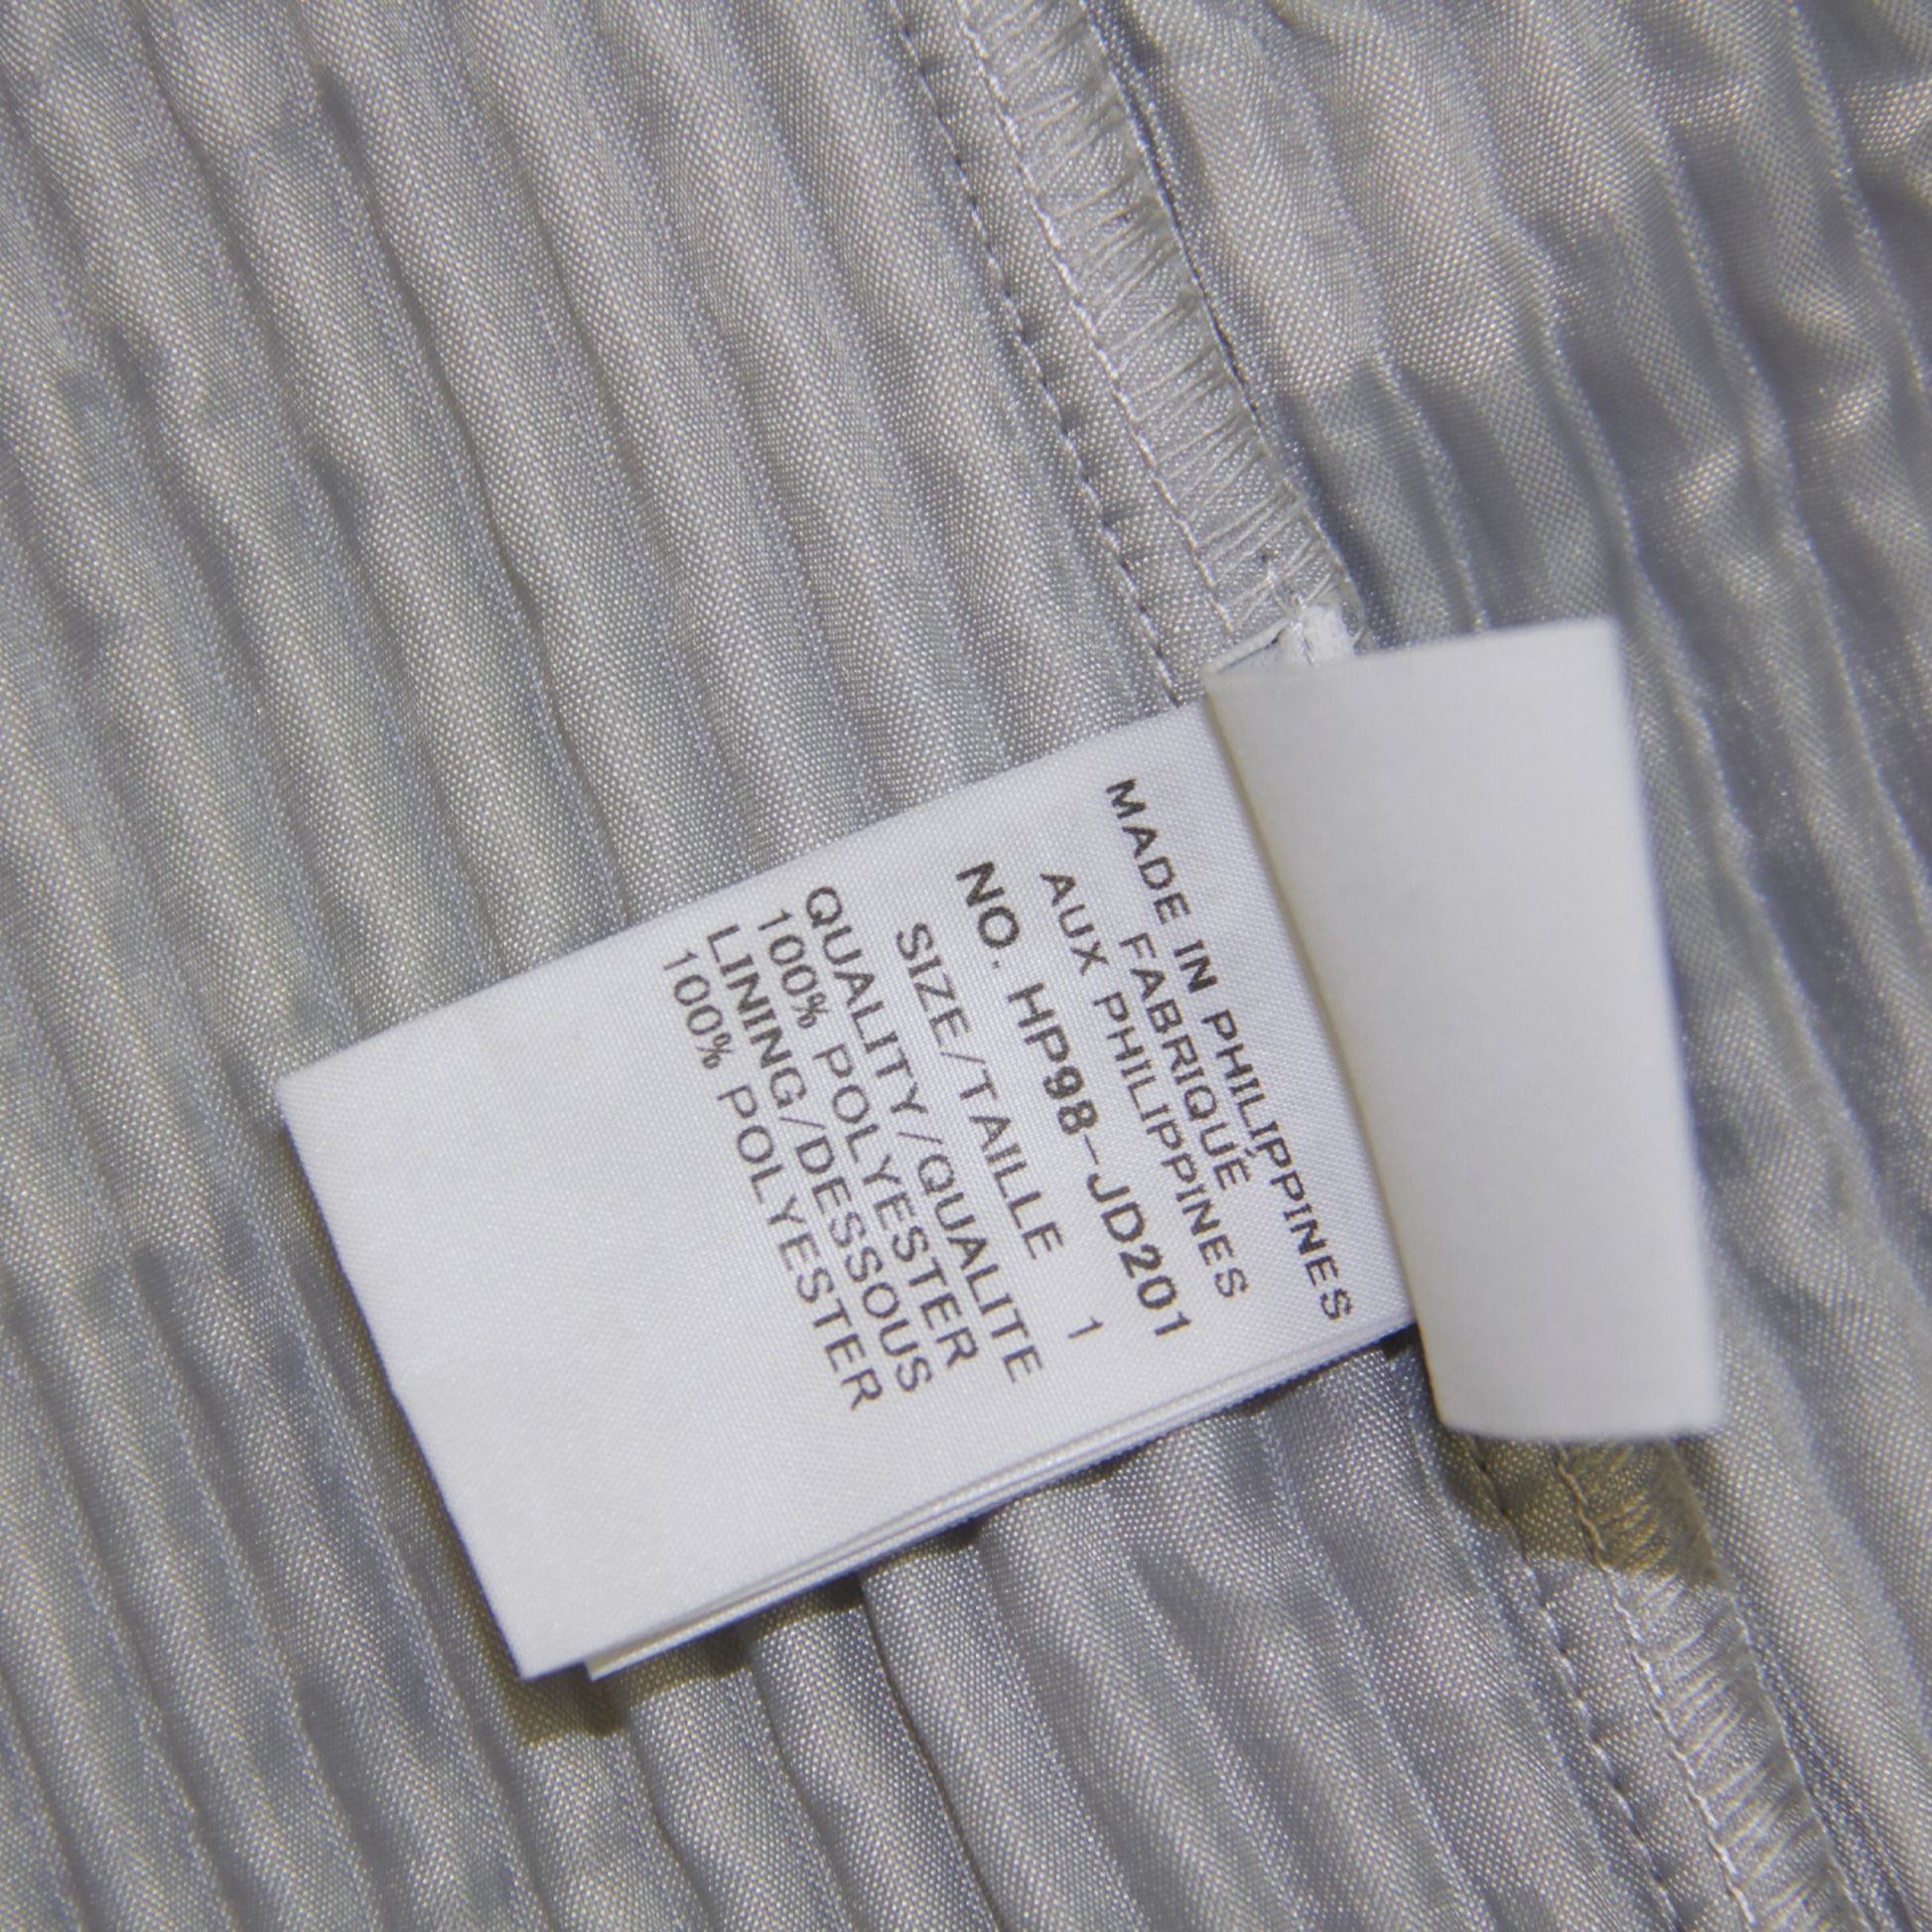 MADE IN PHILIPPINES
FABRIQUÉ
AUX PHILIPPINES
NO. HP98-JD201
SIZE/TAILLE 1
QUALITY/QUALITE
100% POLYESTER
LINING/DESSOUS
100% POLYESTER